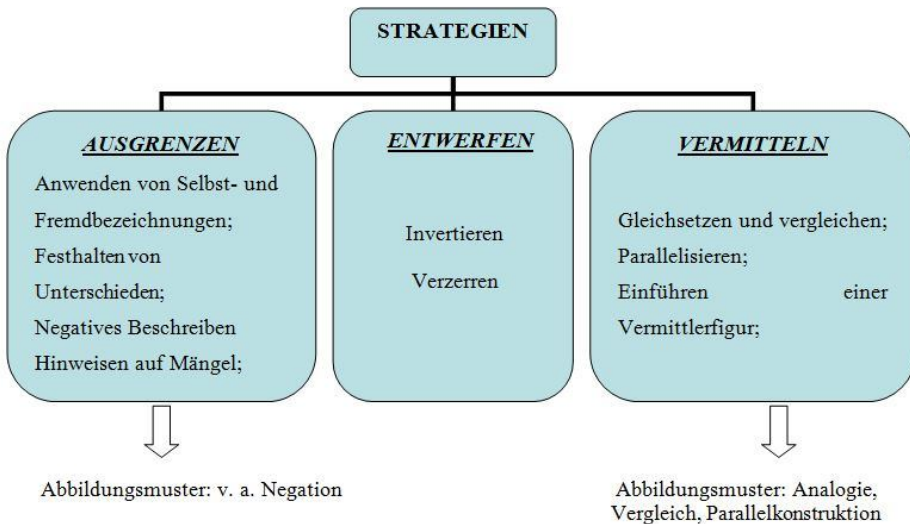 STRATEGIEN
AUSGRENZEN
Anwenden von Selbst- und
Fremdbezeichnungen;
Festhalten von
Unterschieden;
Negatives Beschreiben
Hinweisen auf Mängel;
ENTWERFEN
Invertieren
Verzerren
VERMITTELN
Gleichsetzen und vergleichen;
Parallelisieren;
Einführen einer
Vermittlerfigur;
Abbildungsmuster: v. a. Negation
Abbildungsmuster: Analogie,
Vergleich, Parallelkonstruktion